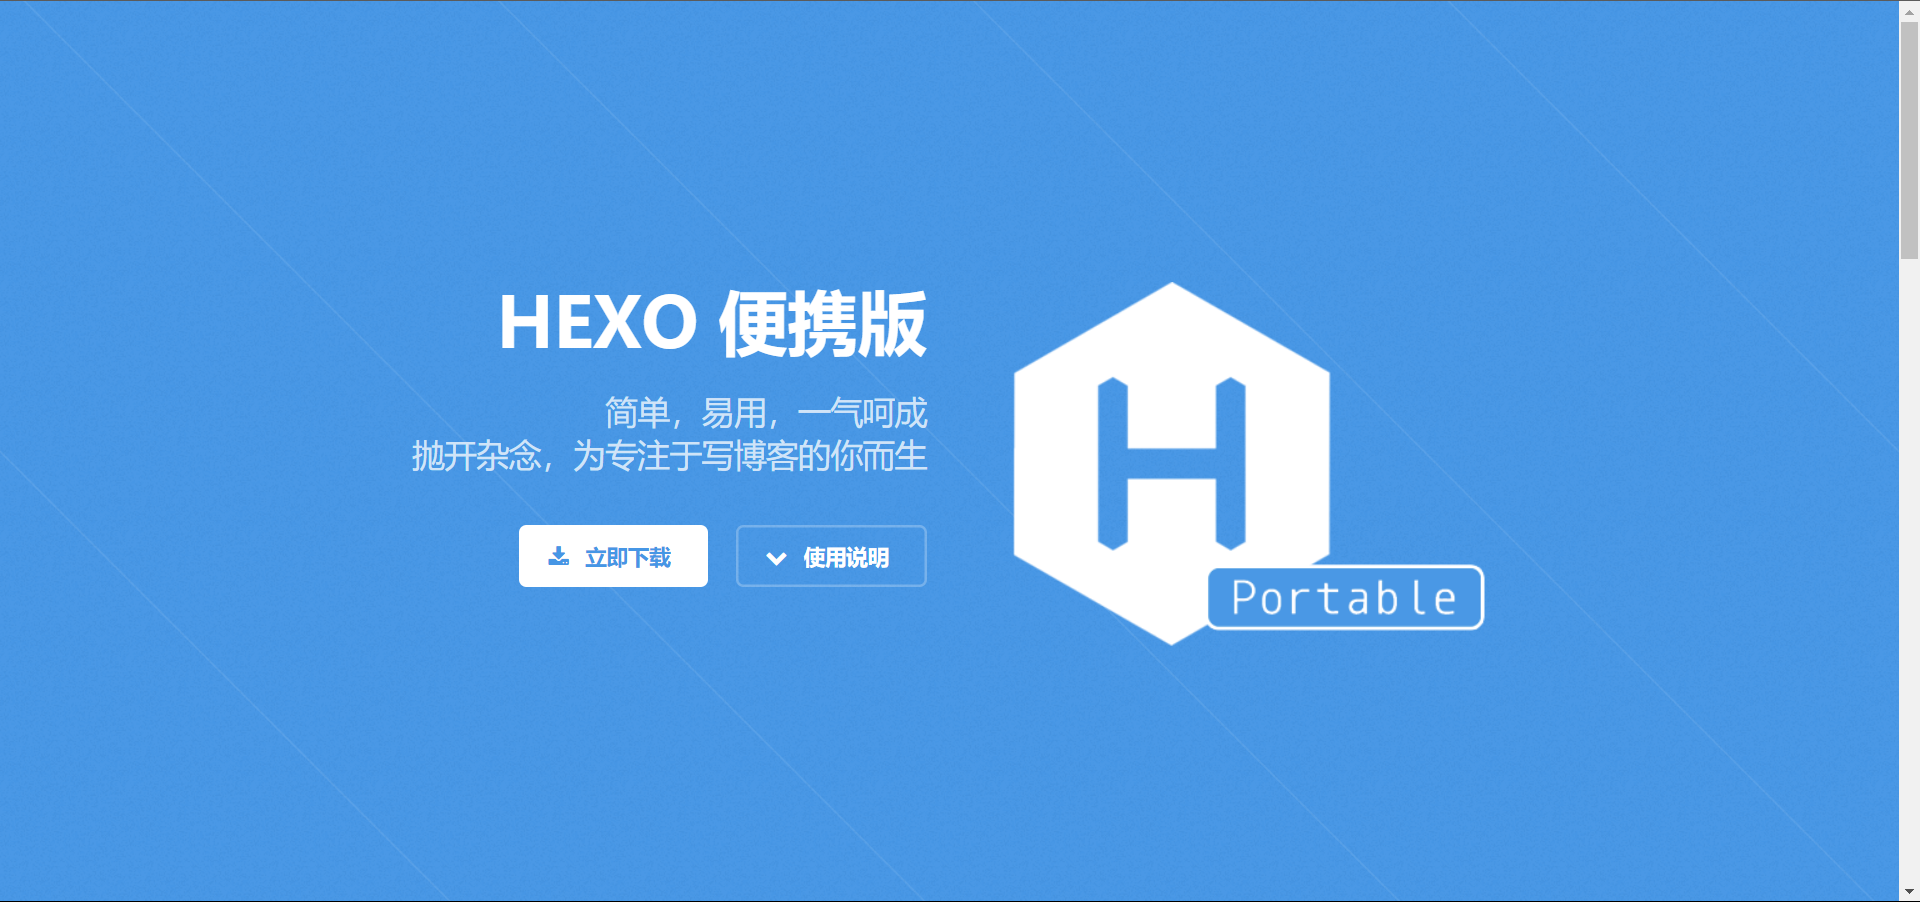 HEXO 便携版
简单，易用，一气呵成
抛开杂念，为专注于写博客的你而生
立即下载
使用说明
H
Portable